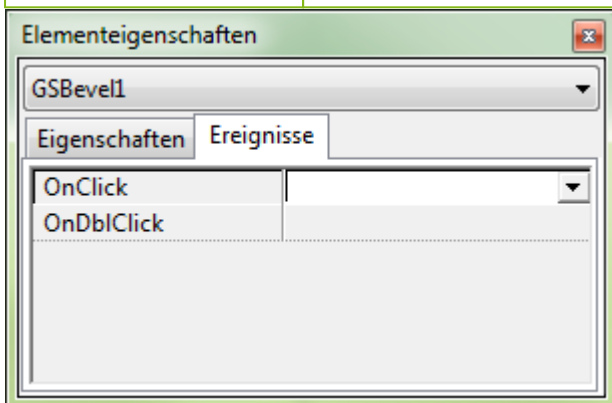 Elementeigenschaften
GSBevel1
Eigenschaften Ereignisse
OnClick
OnDblClick